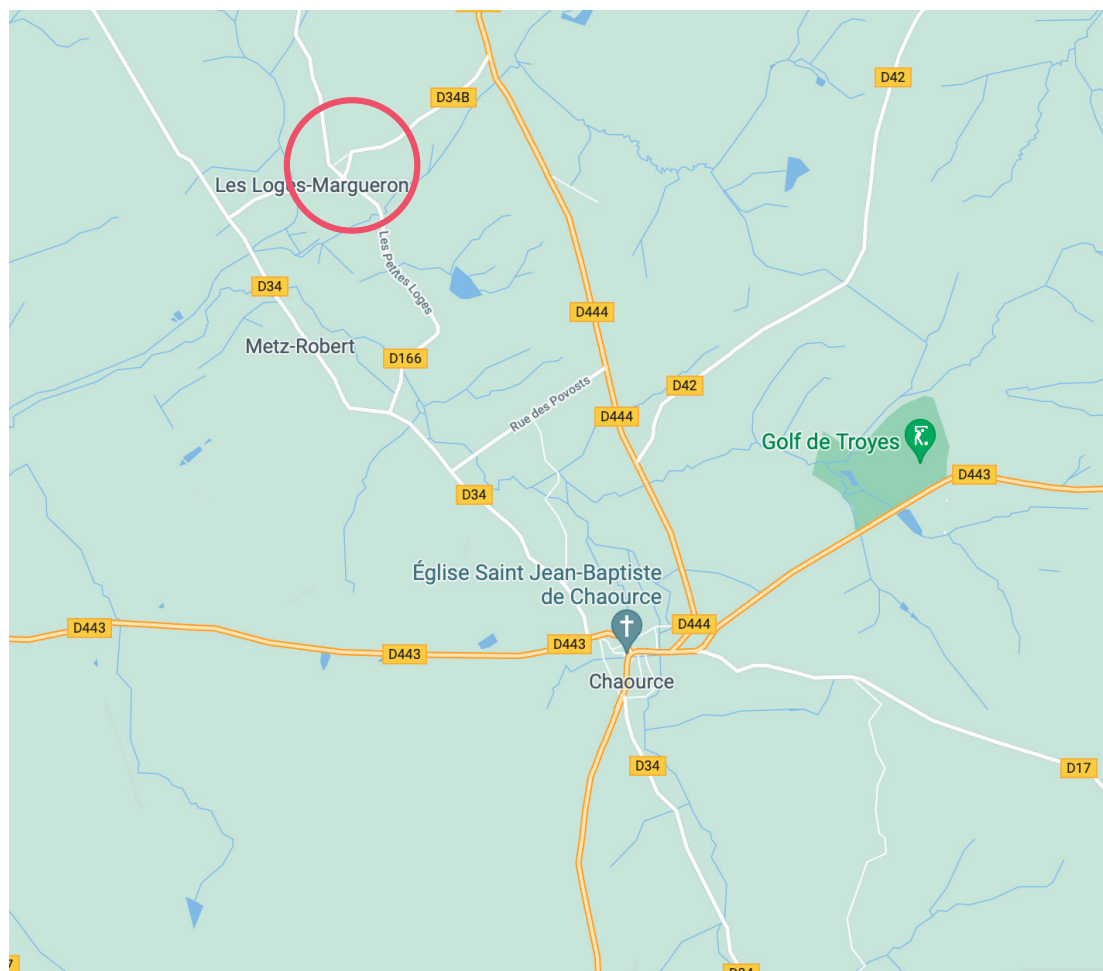 D42
D34B
Les Loges-Margueron
Les Petites Loges
D34
D444
Metz-Robert
D166
D42
Rue des Povosts
D444
Golf de Troyes
D443
D34
Église Saint Jean-Baptiste
de Chaource
D443
D444
D443
D443
Chaource
D34
D17